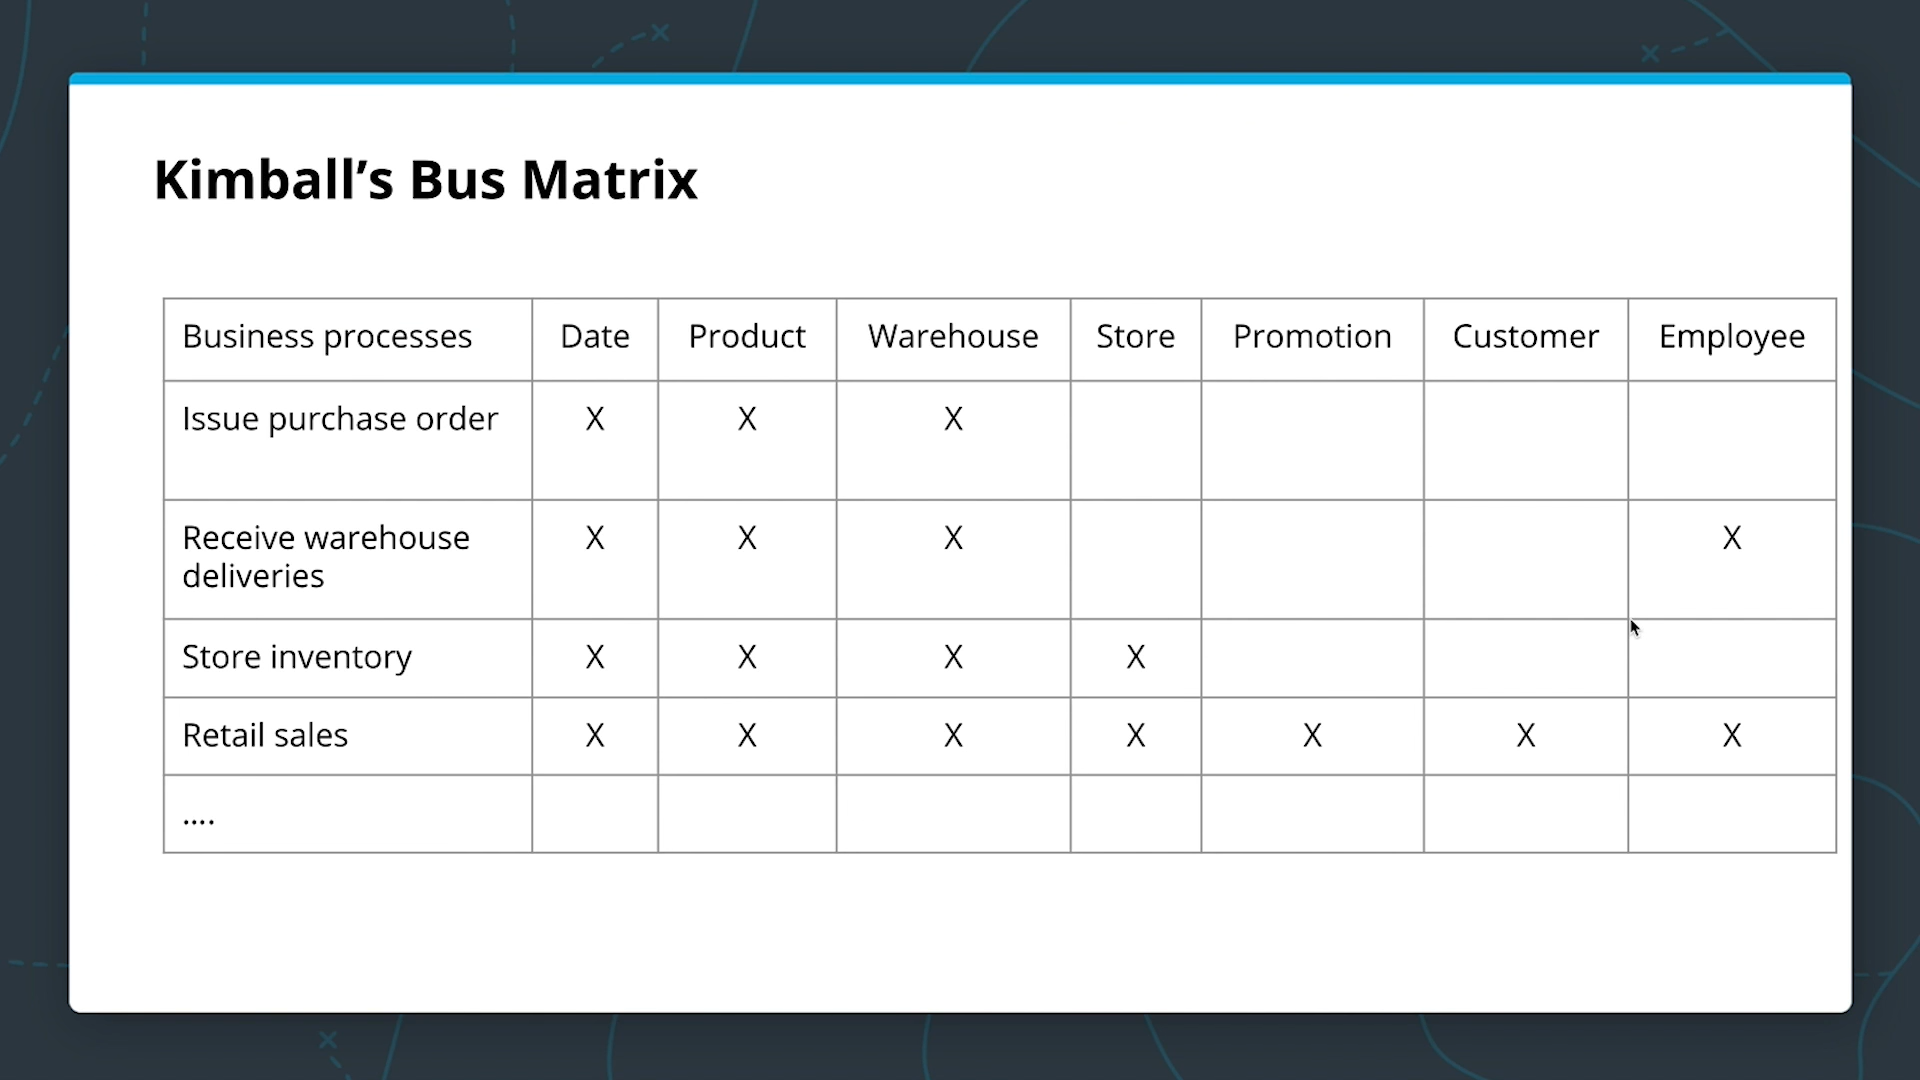 Kimball’s Bus Matrix
Business processes Date Product Warehouse Store Promotion Customer Employee
Issue purchase order X X X
Receive warehouse X X X X
deliveries
Store inventory X X X X
Retail sales X X X X X X X
....